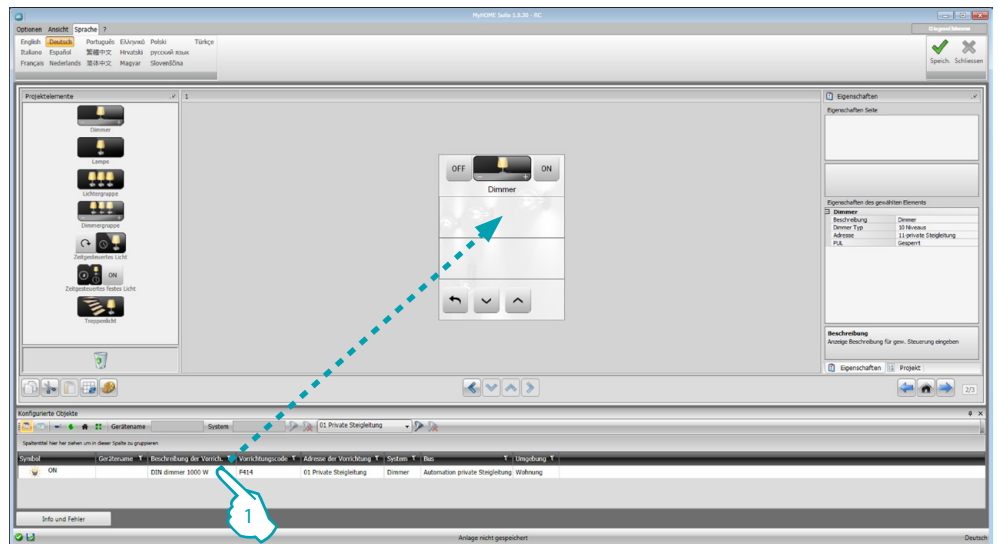 MyHOME Suite 1.0.20 - RC
Optionen Ansicht Sprache ?
English Deutsch Português Ελληνικά Polski Türkçe
Italiano Español 繁體中文 Hrvatski русский язык
Français Nederlands 简体中文 Magyar Slovenščina
Speich. Schliessen
Projektelemente
1
Eigenschaften
Eigenschaften Seite
Dimmer
Lampe
Lichtergruppe
Dimmergruppe
Zeitgesteuertes Licht
ON
Zeitgesteuertes festes Licht
Treppenlicht
OFF
ON
Dimmer
Eigenschaften des gewählten Elements
Dimmer
Beschreibung Dimmer
Dimmer Typ 10 Niveaus
Adresse 11-private Steigleitung
PUL Gesperrt
Beschreibung
Anzeige Beschreibung für gew. Steuerung eingeben
Eigenschaften Projekt
2/3
Konfigurierte Objekte
Gerätename System 01 Private Steigleitung
Spaltentitel hier her ziehen um in dieser Spalte zu gruppieren
Symbol Gerätename Beschreibung der Vorrich. Vorrichtungscode Adresse der Vorrichtung System Bus Umgebung
ON DIN dimmer 1000 W F414 01 Private Steigleitung Dimmer Automation private Steigleitung Wohnung
1
Info und Fehler
Anlage nicht gespeichert
Deutsch